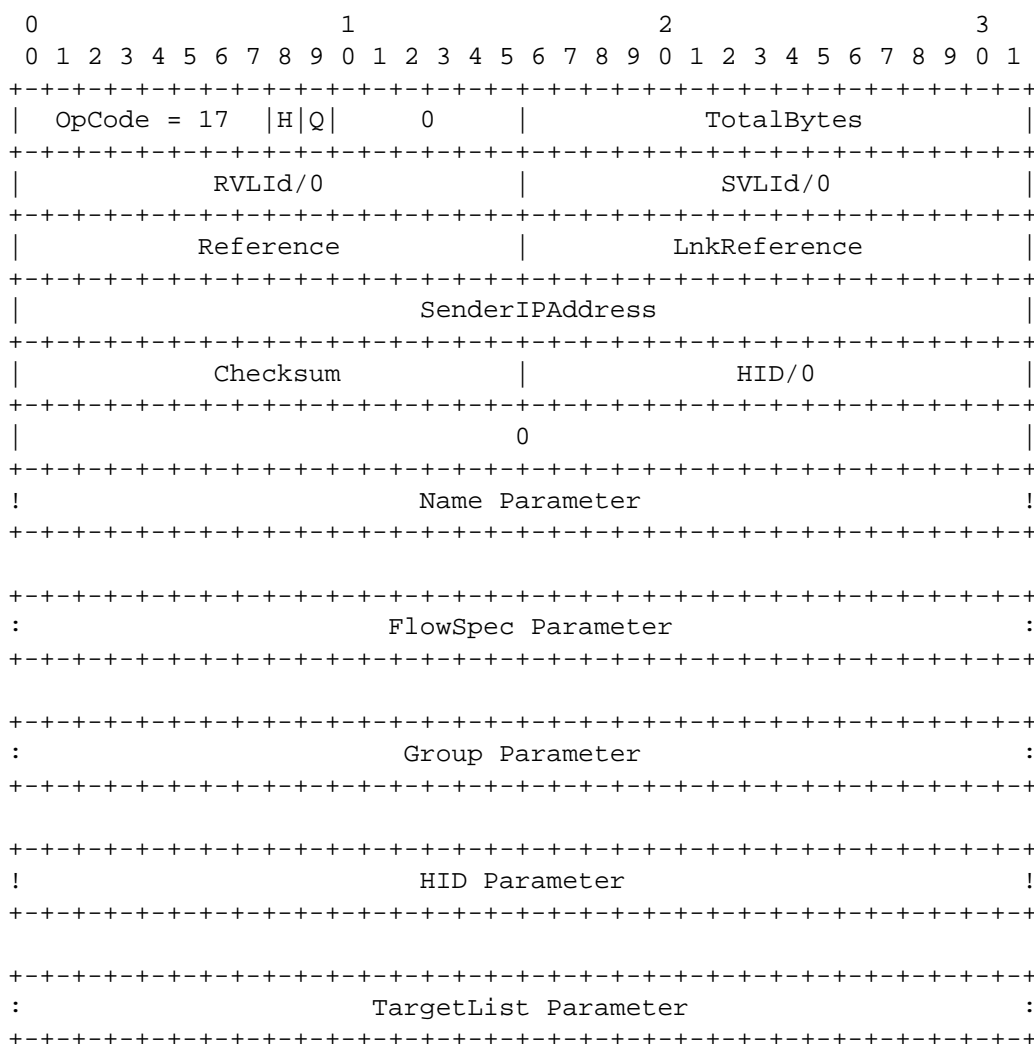 0                   1                   2                   3
 0 1 2 3 4 5 6 7 8 9 0 1 2 3 4 5 6 7 8 9 0 1 2 3 4 5 6 7 8 9 0 1
+-+-+-+-+-+-+-+-+-+-+-+-+-+-+-+-+-+-+-+-+-+-+-+-+-+-+-+-+-+-+-+-+
|  OpCode = 17  |H|Q|     0     |           TotalBytes          |
+-+-+-+-+-+-+-+-+-+-+-+-+-+-+-+-+-+-+-+-+-+-+-+-+-+-+-+-+-+-+-+-+
|            RVLId/0            |            SVLId/0            |
+-+-+-+-+-+-+-+-+-+-+-+-+-+-+-+-+-+-+-+-+-+-+-+-+-+-+-+-+-+-+-+-+
|           Reference           |         LnkReference          |
+-+-+-+-+-+-+-+-+-+-+-+-+-+-+-+-+-+-+-+-+-+-+-+-+-+-+-+-+-+-+-+-+
|                         SenderIPAddress                       |
+-+-+-+-+-+-+-+-+-+-+-+-+-+-+-+-+-+-+-+-+-+-+-+-+-+-+-+-+-+-+-+-+
|            Checksum           |             HID/0             |
+-+-+-+-+-+-+-+-+-+-+-+-+-+-+-+-+-+-+-+-+-+-+-+-+-+-+-+-+-+-+-+-+
|                               0                               |
+-+-+-+-+-+-+-+-+-+-+-+-+-+-+-+-+-+-+-+-+-+-+-+-+-+-+-+-+-+-+-+-+
!                         Name Parameter                        !
+-+-+-+-+-+-+-+-+-+-+-+-+-+-+-+-+-+-+-+-+-+-+-+-+-+-+-+-+-+-+-+-+

+-+-+-+-+-+-+-+-+-+-+-+-+-+-+-+-+-+-+-+-+-+-+-+-+-+-+-+-+-+-+-+-+
:                       FlowSpec Parameter                      :
+-+-+-+-+-+-+-+-+-+-+-+-+-+-+-+-+-+-+-+-+-+-+-+-+-+-+-+-+-+-+-+-+

+-+-+-+-+-+-+-+-+-+-+-+-+-+-+-+-+-+-+-+-+-+-+-+-+-+-+-+-+-+-+-+-+
:                        Group Parameter                        :
+-+-+-+-+-+-+-+-+-+-+-+-+-+-+-+-+-+-+-+-+-+-+-+-+-+-+-+-+-+-+-+-+

+-+-+-+-+-+-+-+-+-+-+-+-+-+-+-+-+-+-+-+-+-+-+-+-+-+-+-+-+-+-+-+-+
!                         HID Parameter                         !
+-+-+-+-+-+-+-+-+-+-+-+-+-+-+-+-+-+-+-+-+-+-+-+-+-+-+-+-+-+-+-+-+

+-+-+-+-+-+-+-+-+-+-+-+-+-+-+-+-+-+-+-+-+-+-+-+-+-+-+-+-+-+-+-+-+
:                      TargetList Parameter                     :
+-+-+-+-+-+-+-+-+-+-+-+-+-+-+-+-+-+-+-+-+-+-+-+-+-+-+-+-+-+-+-+-+